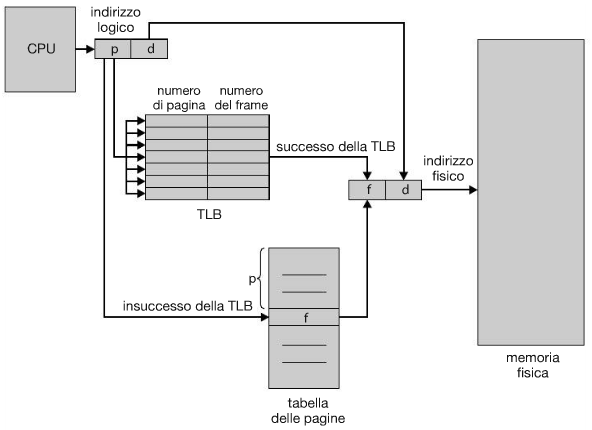 indirizzo
logico
CPU
p d
numero
di pagina
numero
del frame
successo della TLB
indirizzo
fisico
f d
TLB
p
insuccesso della TLB
f
memoria
fisica
tabella
delle pagine